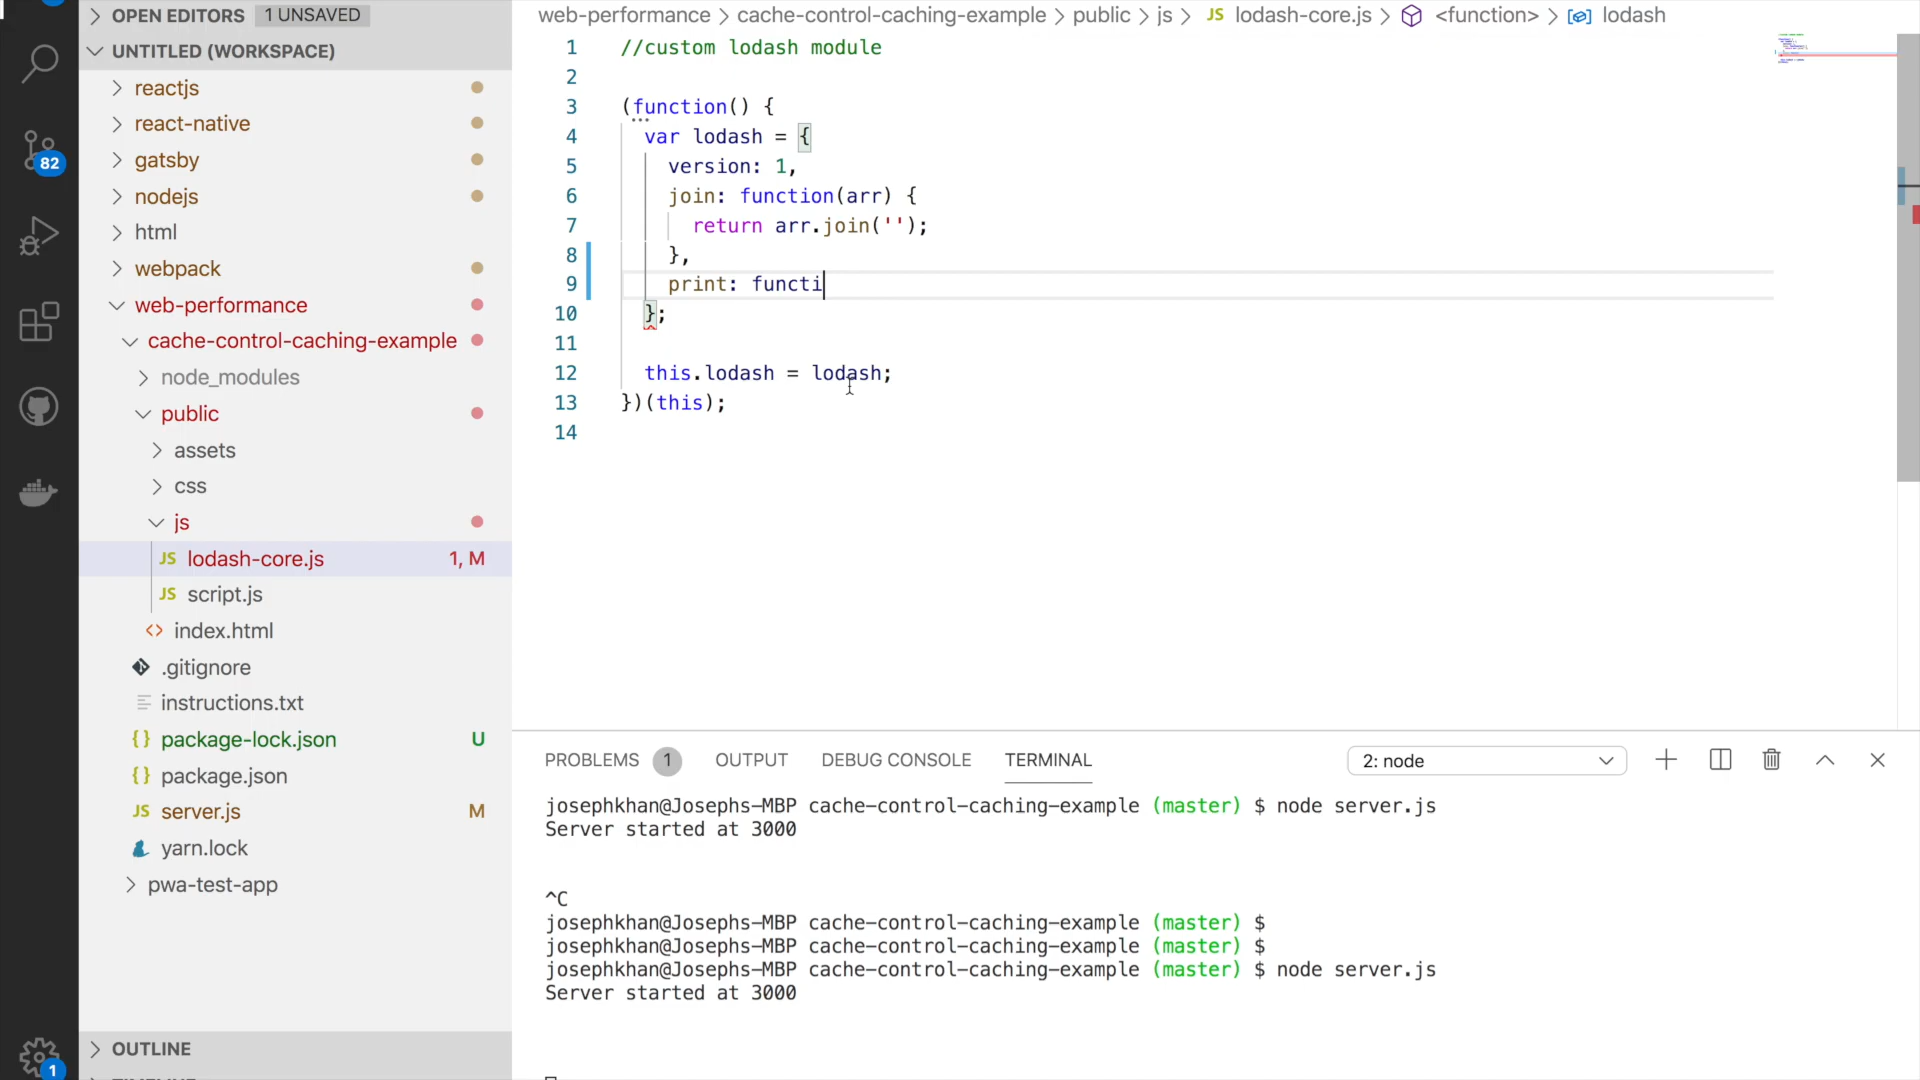 OPEN EDITORS 1 UNSAVED
UNTITLED (WORKSPACE)
reactjs
react-native
gatsby
nodejs
html
webpack
web-performance
cache-control-caching-example
node_modules
public
assets
css
js
JS lodash-core.js 1, M
JS script.js
<> index.html
.gitignore
instructions.txt
{} package-lock.json U
{} package.json
JS server.js M
yarn.lock
pwa-test-app
OUTLINE
82
1
web-performance > cache-control-caching-example > public > js > JS lodash-core.js > <function> > lodash
1 //custom lodash module
2
3 (function() {
4 var lodash = {
5 version: 1,
6 join: function(arr) {
7 return arr.join('');
8 },
9 print: functi
10 };
11
12 this.lodash = lodash;
13 })(this);
14
PROBLEMS 1 OUTPUT DEBUG CONSOLE TERMINAL 2: node
josephkhan@Josephs-MBP cache-control-caching-example (master) $ node server.js
Server started at 3000
^C
josephkhan@Josephs-MBP cache-control-caching-example (master) $
josephkhan@Josephs-MBP cache-control-caching-example (master) $
josephkhan@Josephs-MBP cache-control-caching-example (master) $ node server.js
Server started at 3000